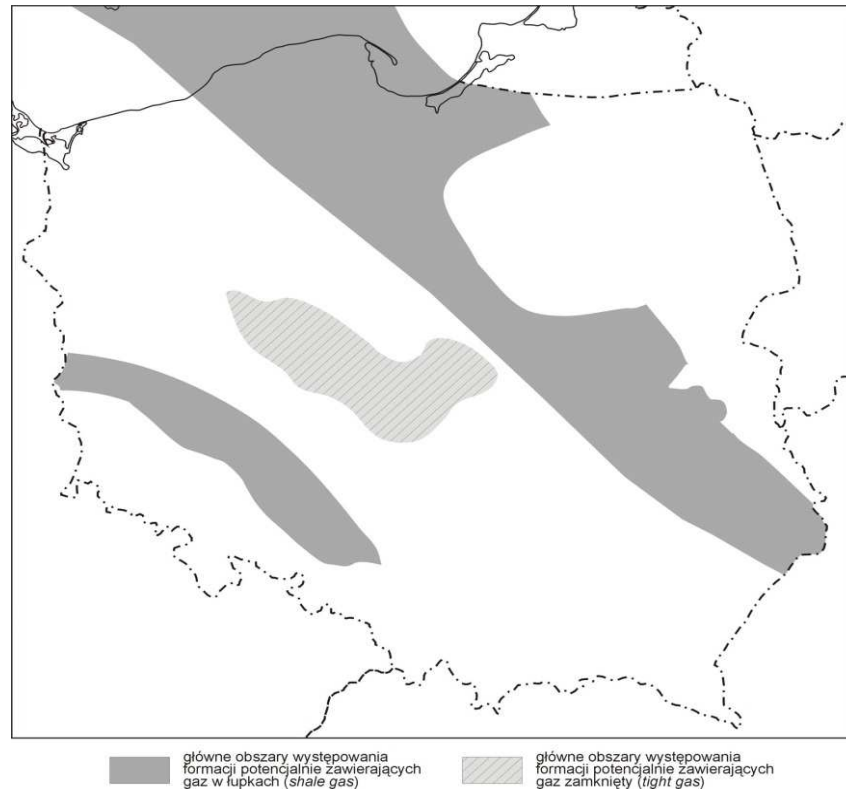 główne obszary występowania
formacji potencjalnie zawierających
gaz w łupkach (shale gas)
główne obszary występowania
formacji potencjalnie zawierających
gaz zamknięty (tight gas)